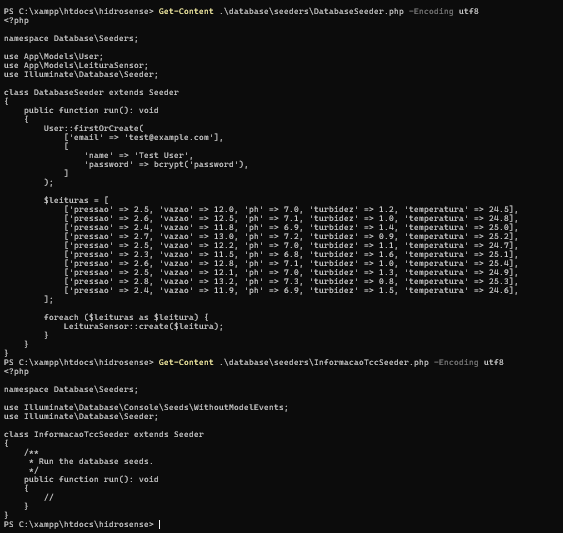 PS C:\xampp\htdocs\hidrosense> Get-Content .\database\seeders\DatabaseSeeder.php -Encoding utf8
<?php

namespace Database\Seeders;

use App\Models\User;
use App\Models\LeituraSensor;
use Illuminate\Database\Seeder;

class DatabaseSeeder extends Seeder
{
    public function run(): void
    {
        User::firstOrCreate(
            ['email' => 'test@example.com'],
            [
                'name' => 'Test User',
                'password' => bcrypt('password'),
            ]
        );

        $leituras = [
            ['pressao' => 2.5, 'vazao' => 12.0, 'ph' => 7.0, 'turbidez' => 1.2, 'temperatura' => 24.5],
            ['pressao' => 2.6, 'vazao' => 12.5, 'ph' => 7.1, 'turbidez' => 1.0, 'temperatura' => 24.8],
            ['pressao' => 2.4, 'vazao' => 11.8, 'ph' => 6.9, 'turbidez' => 1.4, 'temperatura' => 25.0],
            ['pressao' => 2.7, 'vazao' => 13.0, 'ph' => 7.2, 'turbidez' => 0.9, 'temperatura' => 25.2],
            ['pressao' => 2.5, 'vazao' => 12.2, 'ph' => 7.0, 'turbidez' => 1.1, 'temperatura' => 24.7],
            ['pressao' => 2.3, 'vazao' => 11.5, 'ph' => 6.8, 'turbidez' => 1.6, 'temperatura' => 25.1],
            ['pressao' => 2.6, 'vazao' => 12.8, 'ph' => 7.1, 'turbidez' => 1.0, 'temperatura' => 25.4],
            ['pressao' => 2.5, 'vazao' => 12.1, 'ph' => 7.0, 'turbidez' => 1.3, 'temperatura' => 24.9],
            ['pressao' => 2.8, 'vazao' => 13.2, 'ph' => 7.3, 'turbidez' => 0.8, 'temperatura' => 25.3],
            ['pressao' => 2.4, 'vazao' => 11.9, 'ph' => 6.9, 'turbidez' => 1.5, 'temperatura' => 24.6],
        ];

        foreach ($leituras as $leitura) {
            LeituraSensor::create($leitura);
        }
    }
}
PS C:\xampp\htdocs\hidrosense> Get-Content .\database\seeders\InformacaoTccSeeder.php -Encoding utf8
<?php

namespace Database\Seeders;

use Illuminate\Database\Console\Seeds\WithoutModelEvents;
use Illuminate\Database\Seeder;

class InformacaoTccSeeder extends Seeder
{
    /**
     * Run the database seeds.
     */
    public function run(): void
    {
        //
    }
}
PS C:\xampp\htdocs\hidrosense>